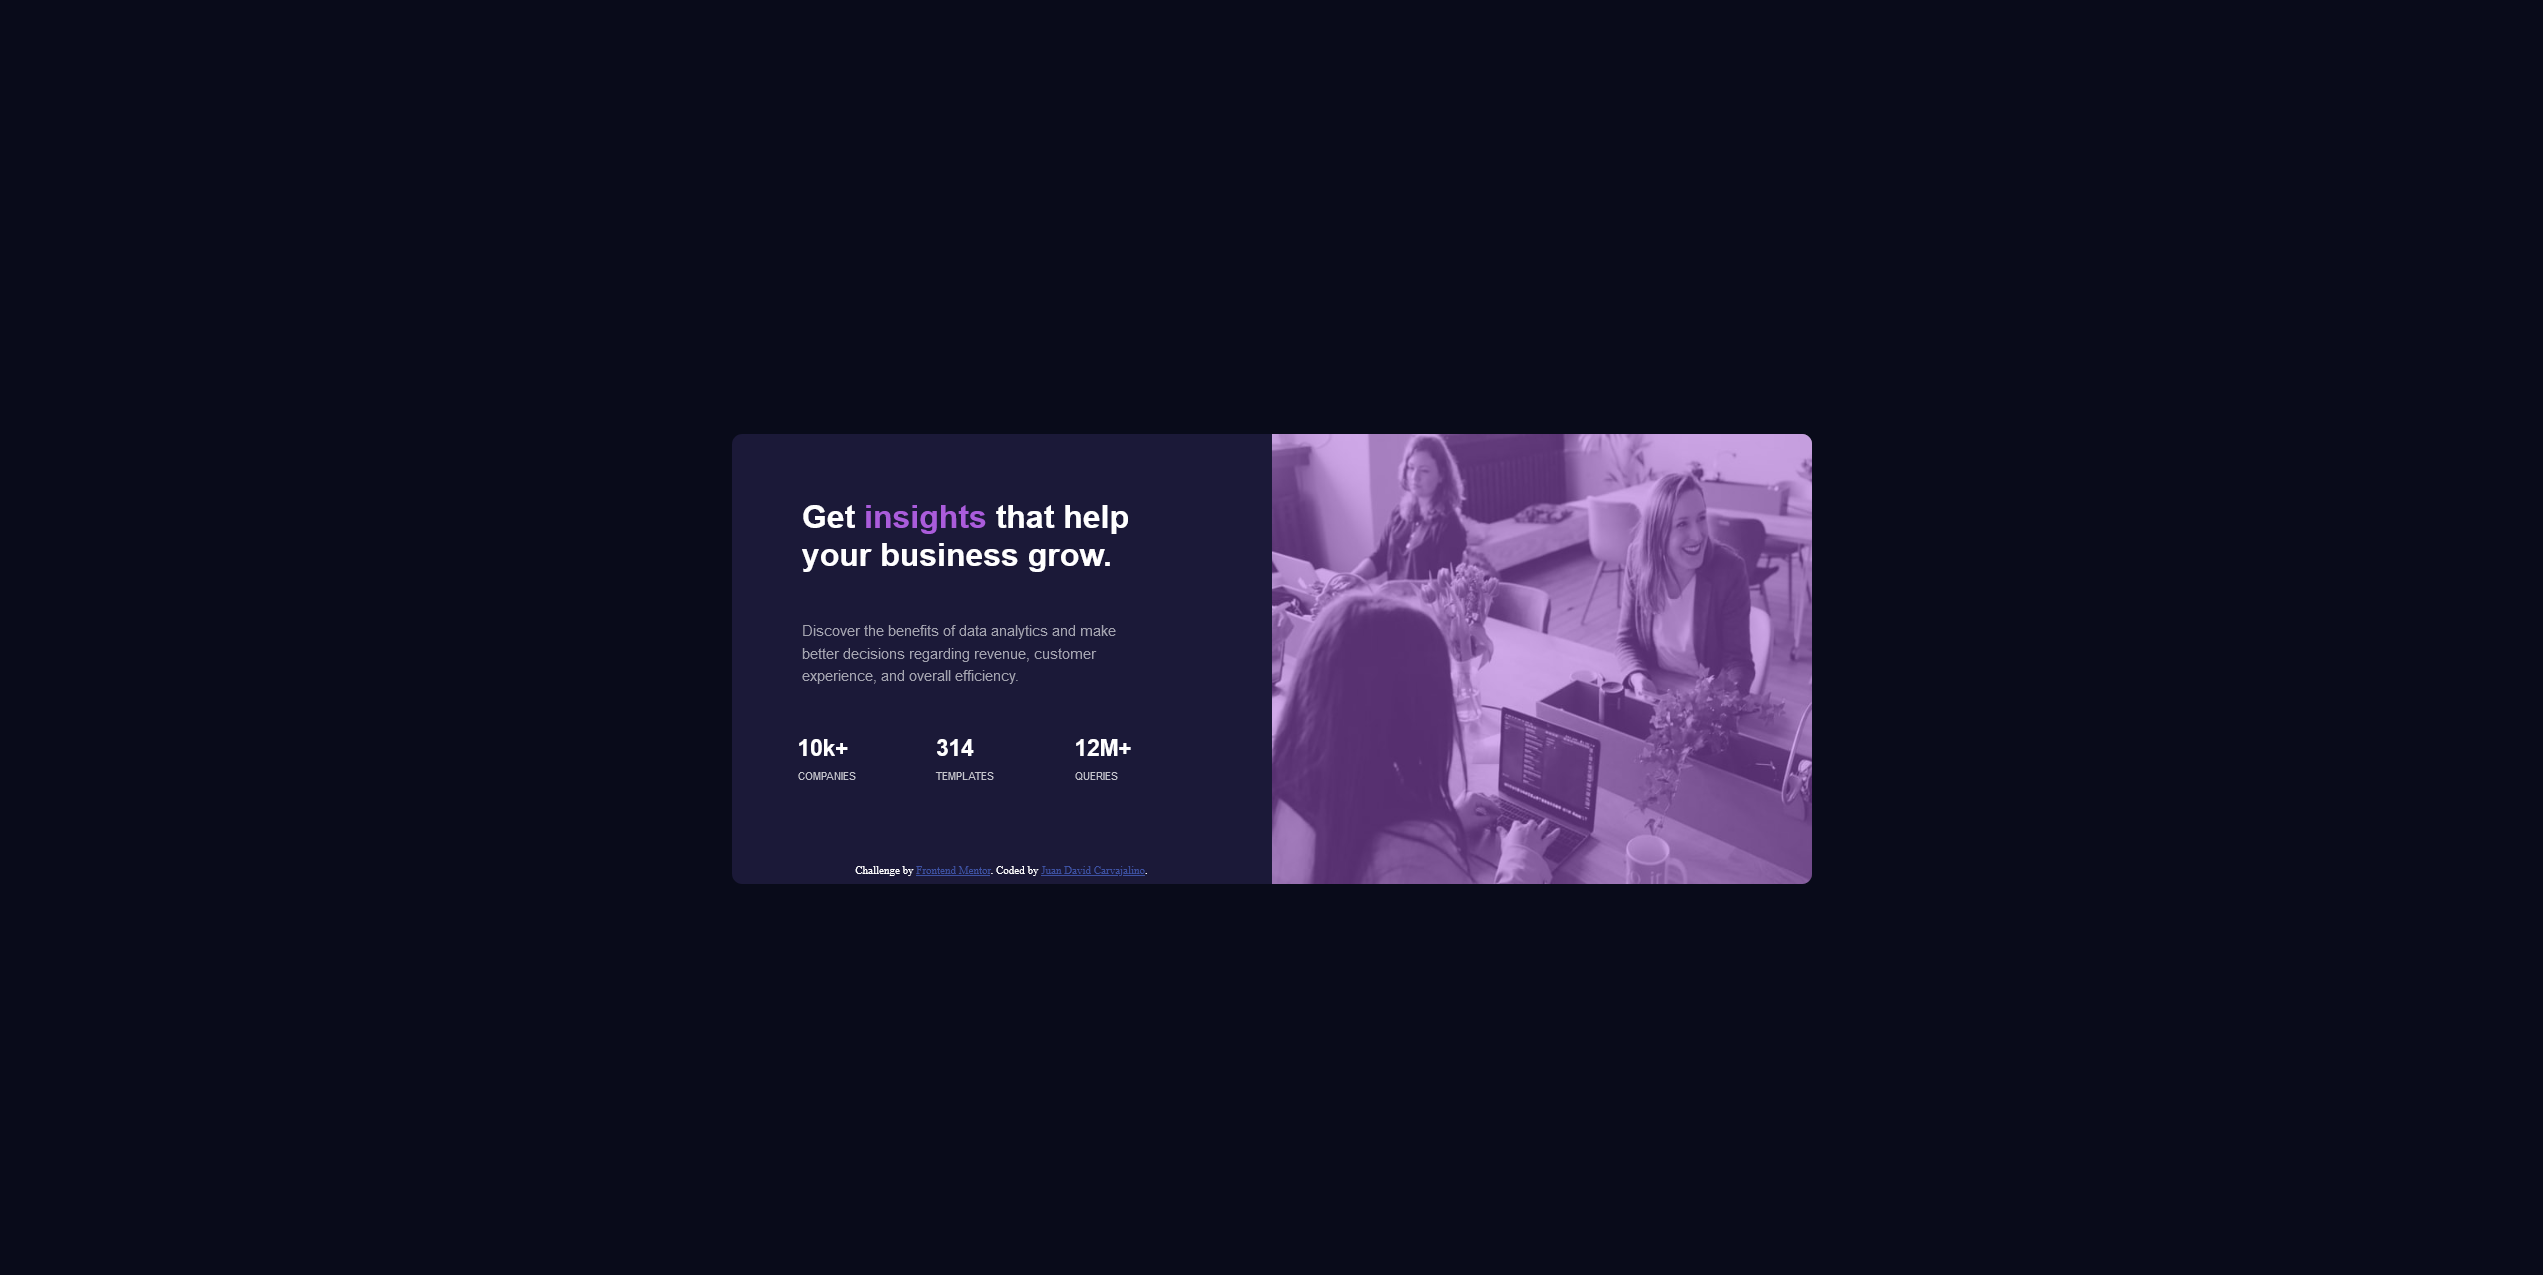 Get insights that help
your business grow.
Discover the benefits of data analytics and make
better decisions regarding revenue, customer
experience, and overall efficiency.
10k+ 314 12M+
COMPANIES TEMPLATES QUERIES
Challenge by Frontend Mentor. Coded by Juan David Carvajalino.